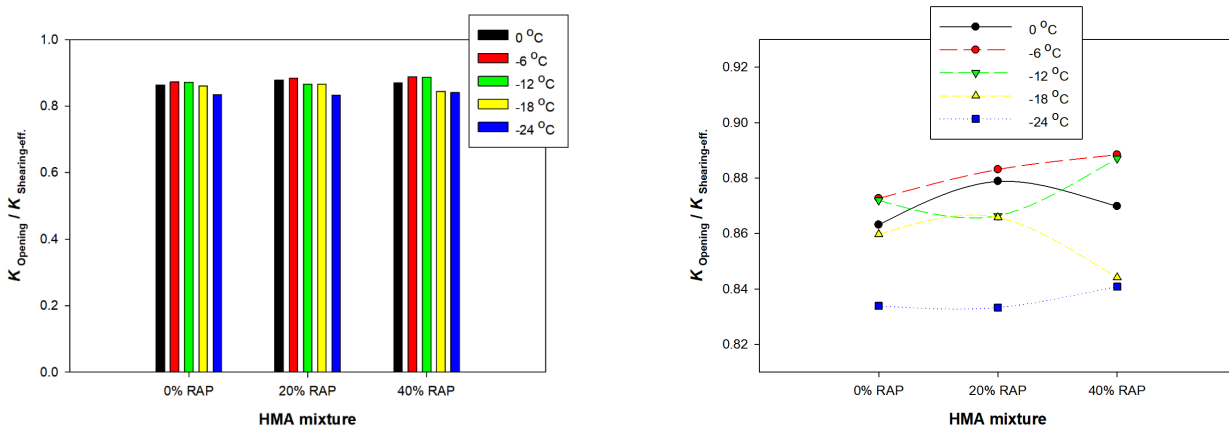 1.0
0.8
0.6
0.4
0.2
0.0
K Opening / K Shearing-eff.
0% RAP
20% RAP
40% RAP
HMA mixture
0 °C
-6 °C
-12 °C
-18 °C
-24 °C
0.92
0.90
0.88
0.86
0.84
0.82
K Opening / K Shearing-eff.
0% RAP
20% RAP
40% RAP
HMA mixture
0 °C
-6 °C
-12 °C
-18 °C
-24 °C